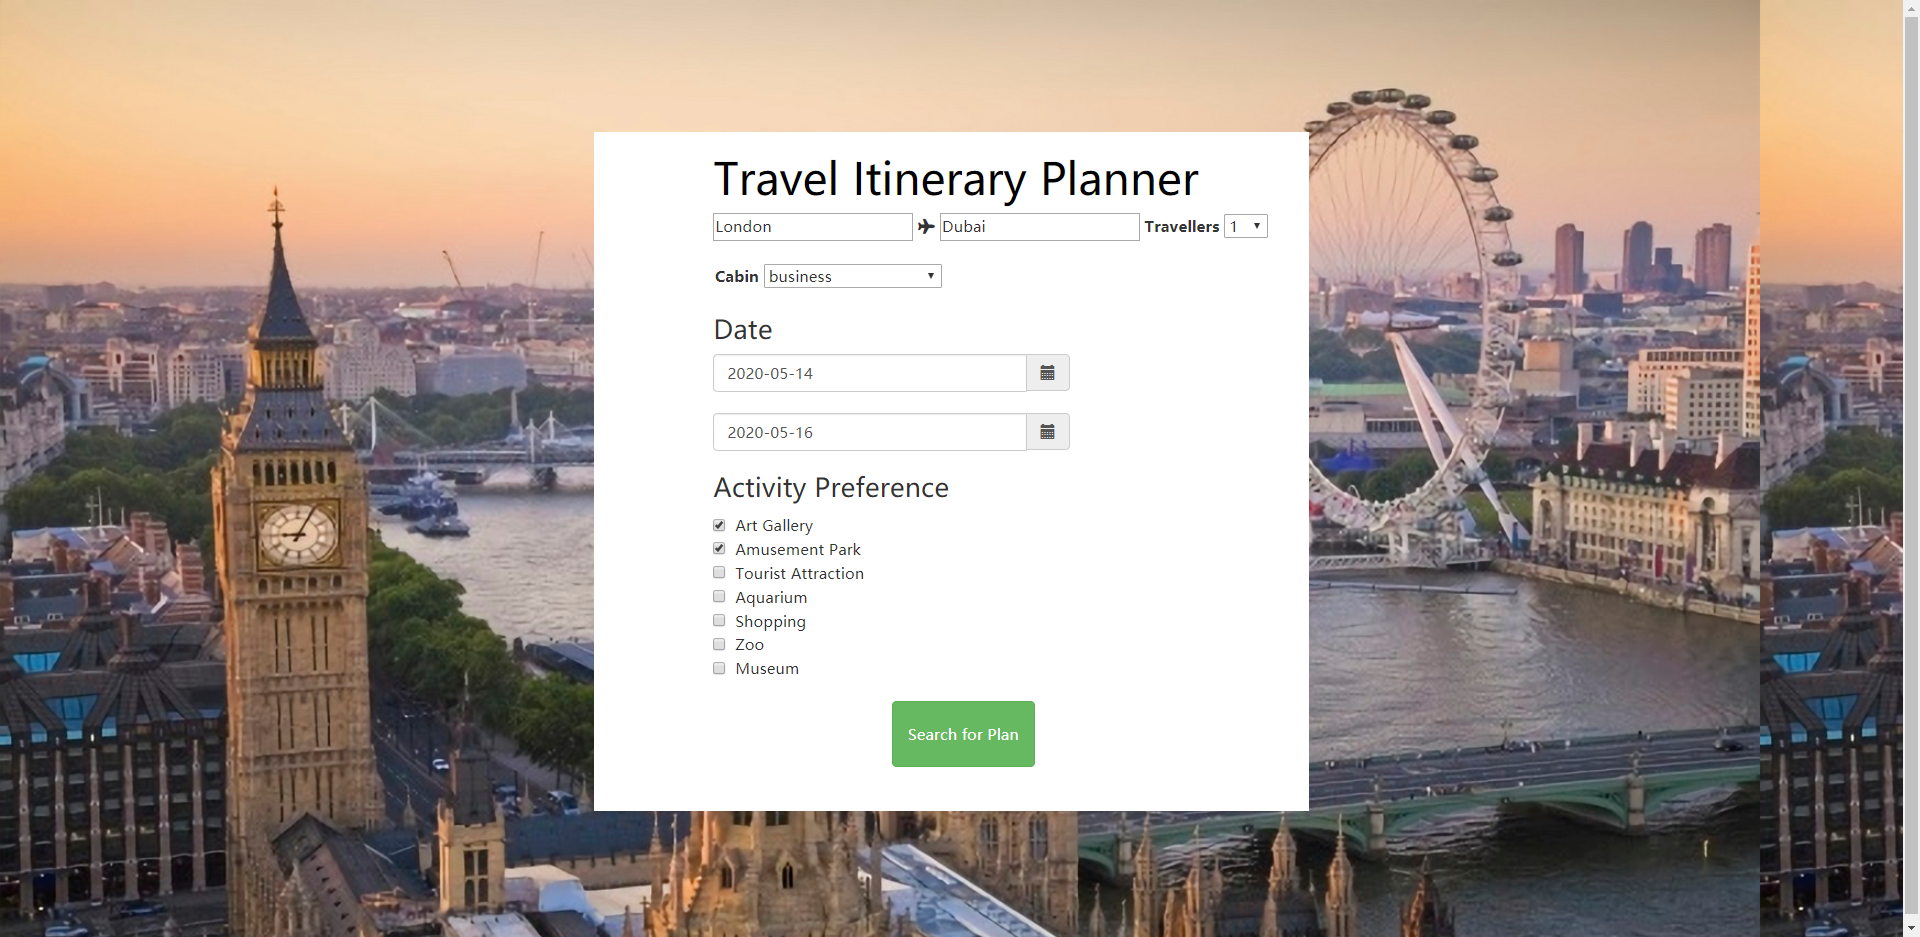 Travel Itinerary Planner
London Dubai Travellers 1
Cabin business
Date
2020-05-14
2020-05-16
Activity Preference
Art Gallery
Amusement Park
Tourist Attraction
Aquarium
Shopping
Zoo
Museum
Search for Plan